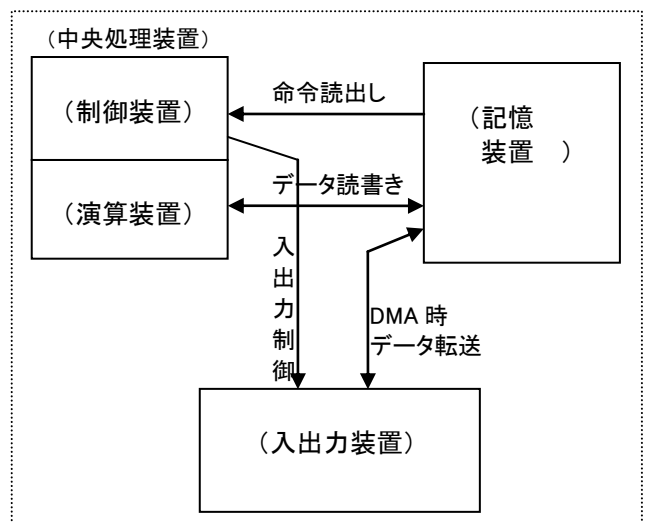 （中央処理装置）
（制御装置）
命令読出し
（記憶
装置　）
データ読書き
（演算装置）
入出力制御
DMA 時
データ転送
（入出力装置）